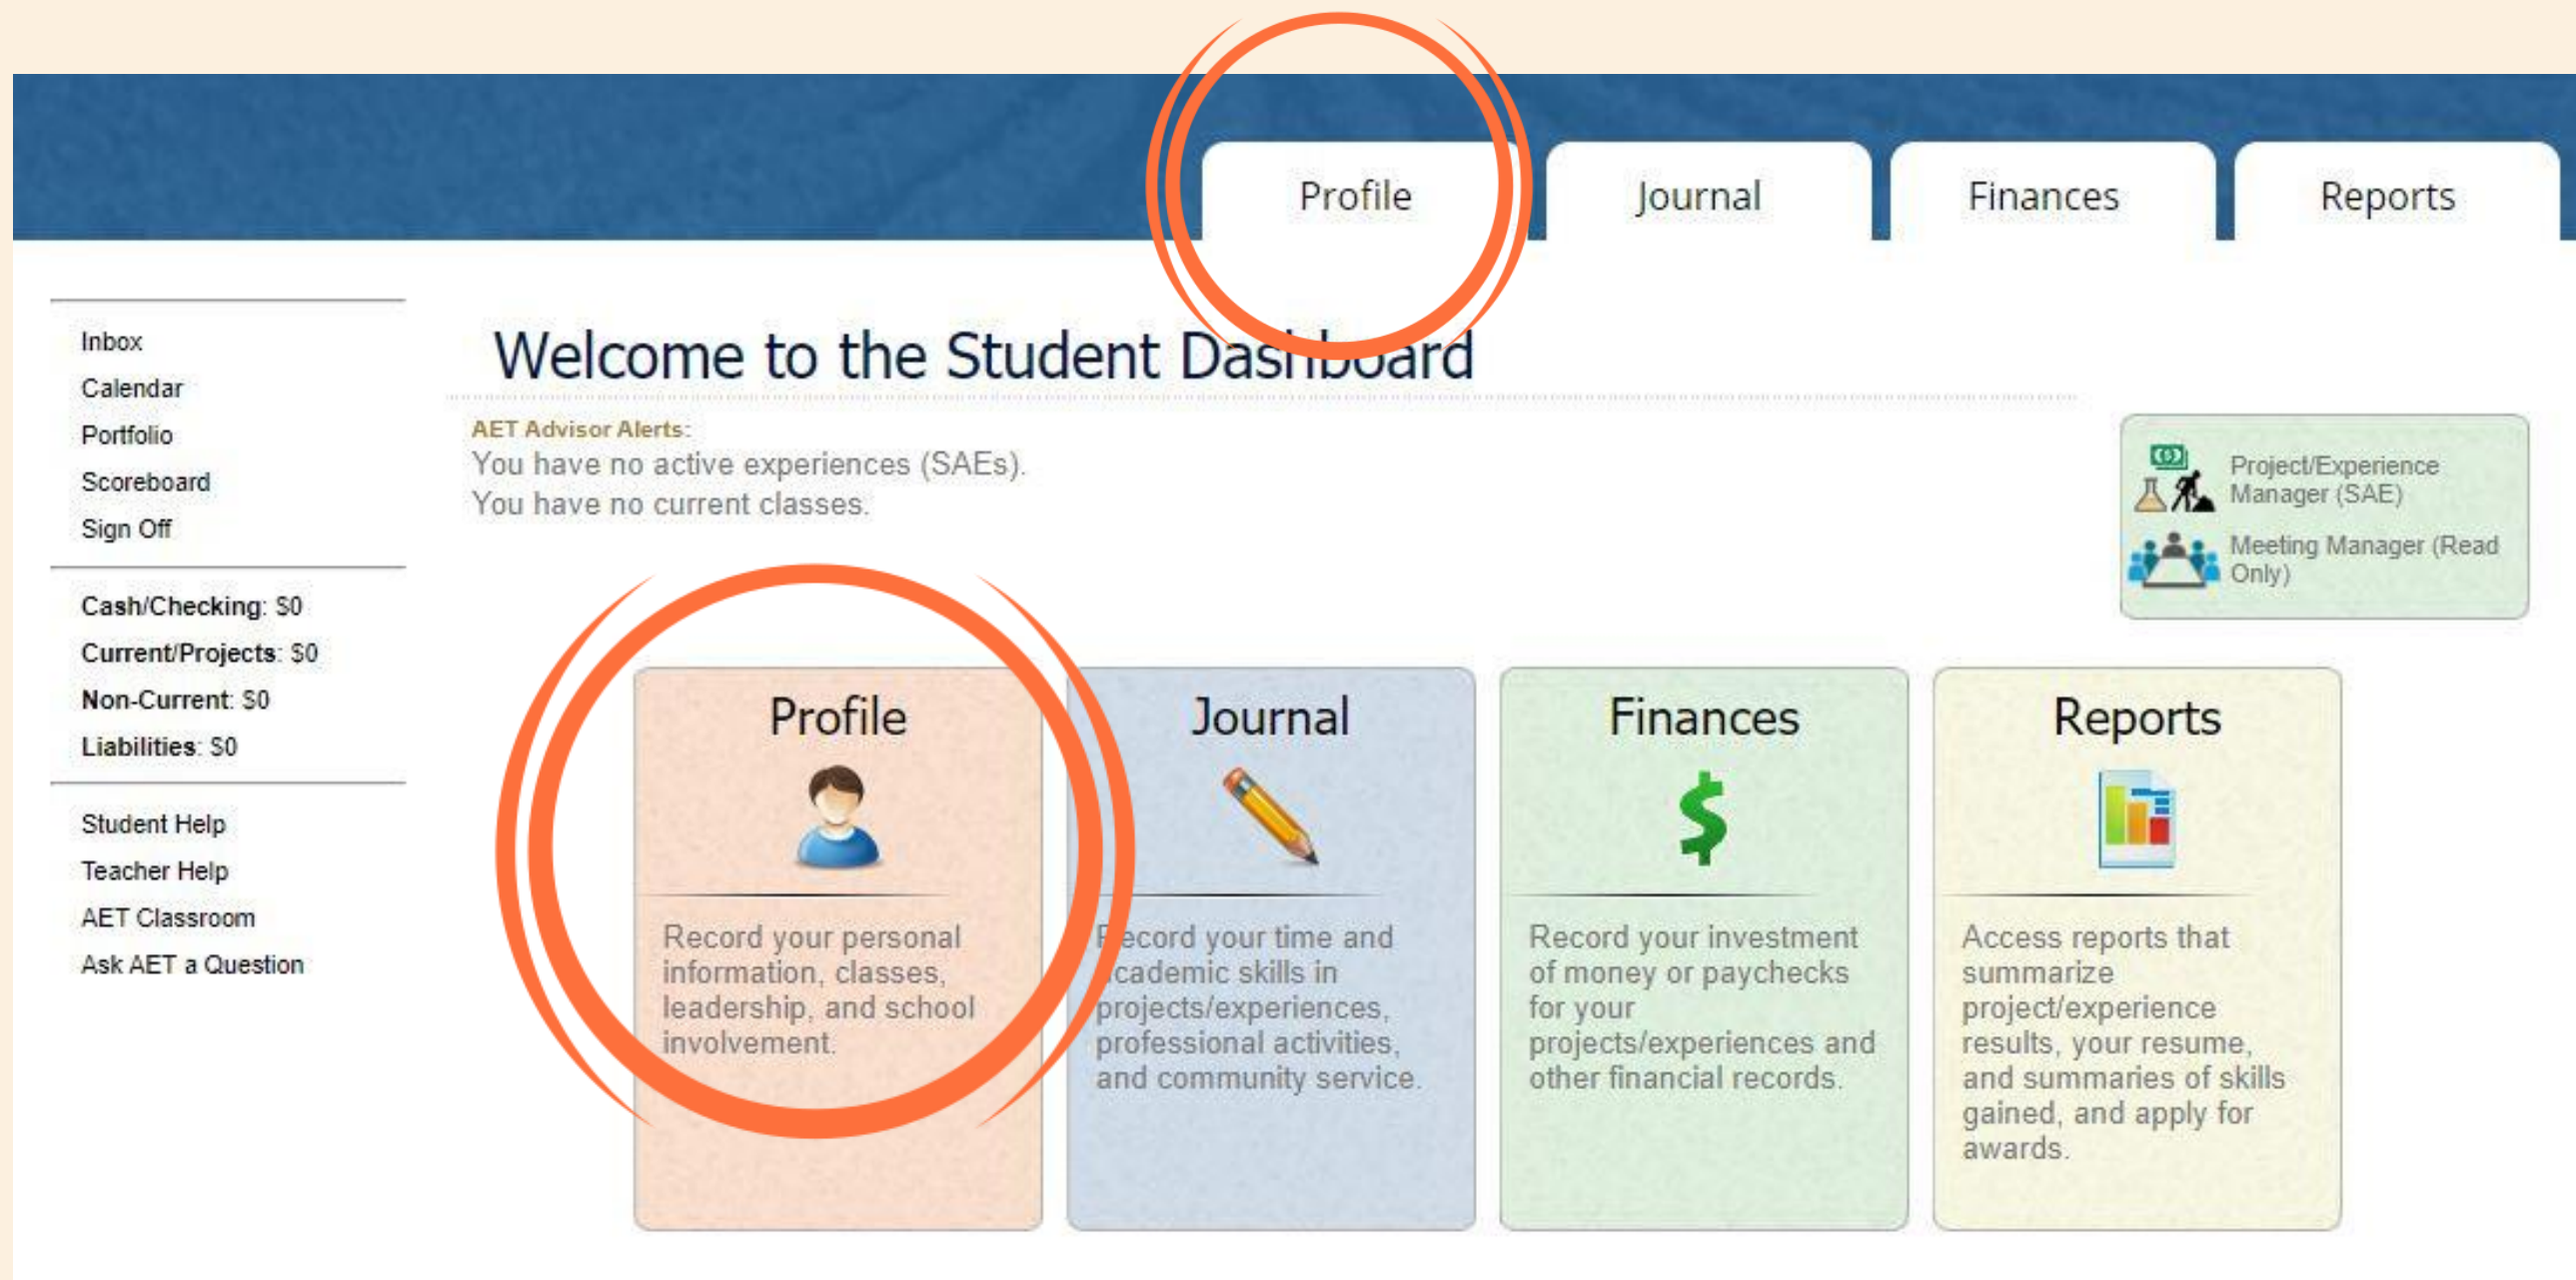 Profile
Journal
Finances
Reports
Inbox
Calendar
Portfolio
Scoreboard
Sign Off
Cash/Checking: $0
Current/Projects: $0
Non-Current: $0
Liabilities: $0
Student Help
Teacher Help
AET Classroom
Ask AET a Question
Welcome to the Student Dashboard
AET Advisor Alerts:
You have no active experiences (SAEs).
You have no current classes.
Project/Experience
Manager (SAE)
Meeting Manager (Read
Only)
Profile
Record your personal
information, classes,
leadership, and school
involvement.
Journal
Record your time and
academic skills in
projects/experiences,
professional activities,
and community service.
Finances
$
Record your investment
of money or paychecks
for your
projects/experiences and
other financial records.
Reports
Access reports that
summarize
project/experience
results, your resume,
and summaries of skills
gained, and apply for
awards.